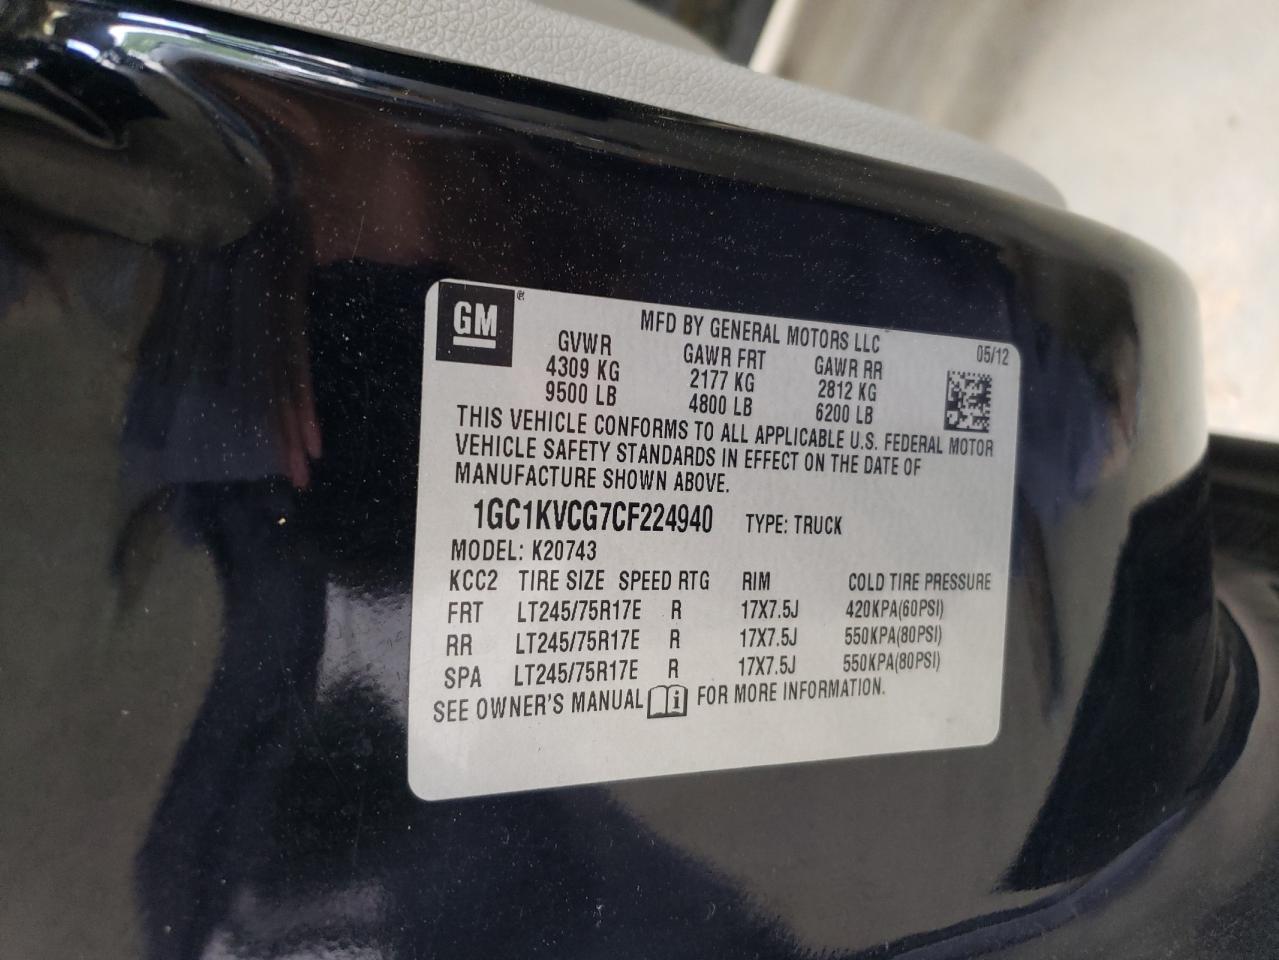 GM ®
MFD BY GENERAL MOTORS LLC 05/12
GVWR GAWR FRT GAWR RR
4309 KG 2177 KG 2812 KG
9500 LB 4800 LB 6200 LB
THIS VEHICLE CONFORMS TO ALL APPLICABLE U.S. FEDERAL MOTOR
VEHICLE SAFETY STANDARDS IN EFFECT ON THE DATE OF
MANUFACTURE SHOWN ABOVE.
1GC1KVCG7CF224940 TYPE: TRUCK
MODEL: K20743
KCC2 TIRE SIZE SPEED RTG RIM COLD TIRE PRESSURE
FRT LT245/75R17E R 17X7.5J 420KPA(60PSI)
RR LT245/75R17E R 17X7.5J 550KPA(80PSI)
SPA LT245/75R17E R 17X7.5J 550KPA(80PSI)
SEE OWNER'S MANUAL i FOR MORE INFORMATION.